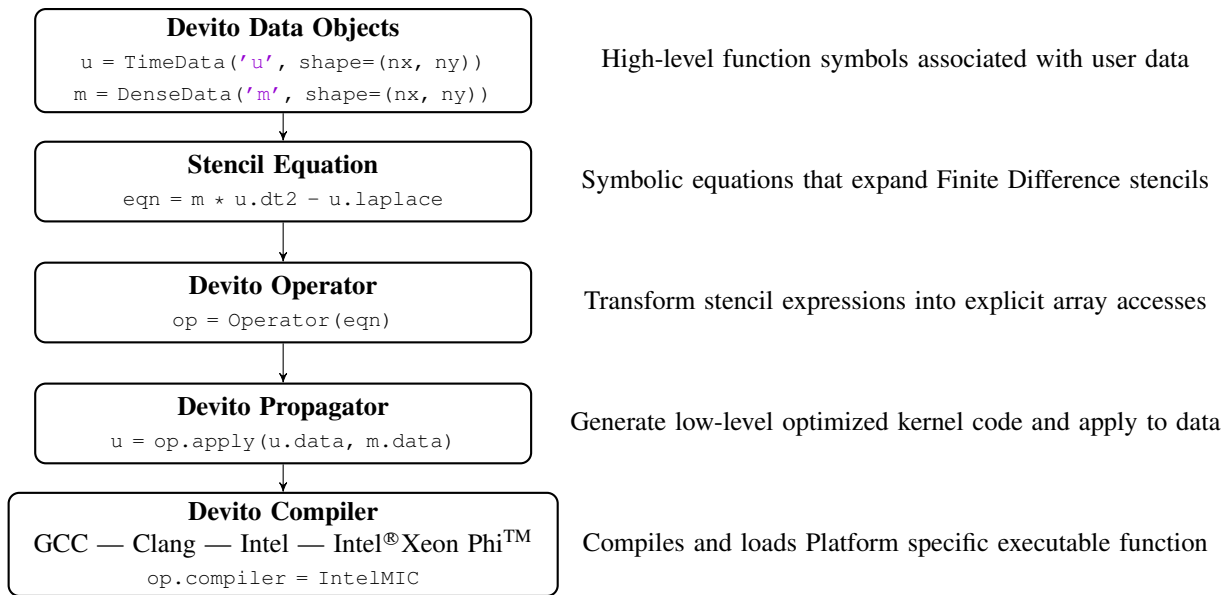 Devito Data Objects
u = TimeData('u', shape=(nx, ny))
m = DenseData('m', shape=(nx, ny))
High-level function symbols associated with user data
Stencil Equation
eqn = m * u.dt2 - u.laplace
Symbolic equations that expand Finite Difference stencils
Devito Operator
op = Operator(eqn)
Transform stencil expressions into explicit array accesses
Devito Propagator
u = op.apply(u.data, m.data)
Generate low-level optimized kernel code and apply to data
Devito Compiler
GCC — Clang — Intel — Intel®Xeon Phi™
op.compiler = IntelMIC
Compiles and loads Platform specific executable function